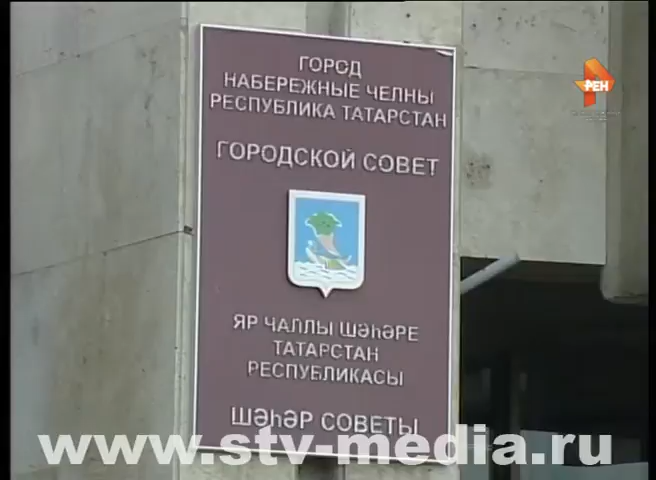 ГОРОД
НАБЕРЕЖНЫЕ ЧЕЛНЫ
РЕСПУБЛИКА ТАТАРСТАН
ГОРОДСКОЙ СОВЕТ
ЯР ЧАЛЛЫ ШӘҺӘРЕ
ТАТАРСТАН
РЕСПУБЛИКАСЫ
ШӘҺӘР СОВЕТЫ
РЕН
www.stv-media.ru